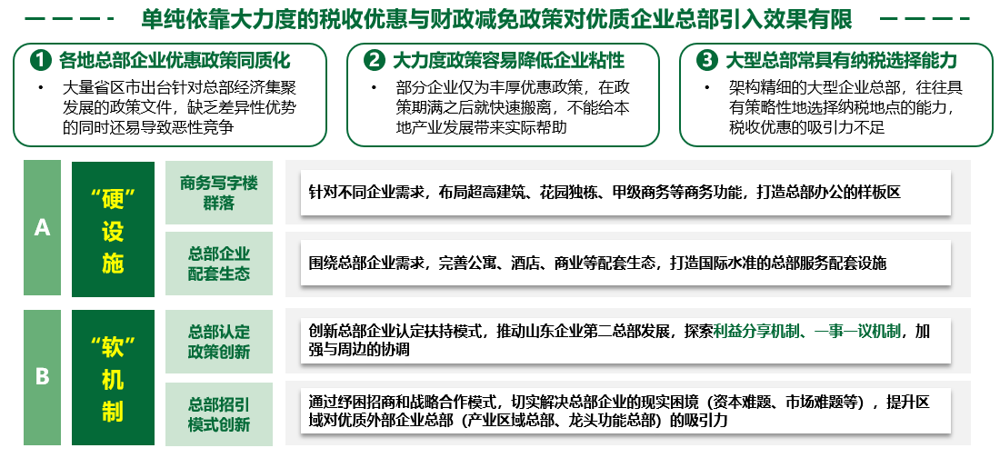 单纯依靠大力度的税收优惠与财政减免政策对优质企业总部引入效果有限
1 各地总部企业优惠政策同质化
• 大量省区市出台针对总部经济集聚
发展的政策文件，缺乏差异性优势
的同时还易导致恶性竞争
2 大力度政策容易降低企业粘性
• 部分企业仅为丰厚优惠政策，在政
策期满之后就快速搬离，不能给本
地产业发展带来实际帮助
3 大型总部常具有纳税选择能力
• 架构精细的大型企业总部，往往具
有策略性地选择纳税地点的能力，
税收优惠的吸引力不足
A
“硬”
设
施
商务写字楼
群落
针对不同企业需求，布局超高建筑、花园独栋、甲级商务等商务功能，打造总部办公的样板区
总部企业
配套生态
围绕总部企业需求，完善公寓、酒店、商业等配套生态，打造国际水准的总部服务配套设施
B
“软”
机
制
总部认定
政策创新
创新总部企业认定扶持模式，推动山东企业第二总部发展，探索利益分享机制、一事一议机制，加
强与周边的协调
总部招引
模式创新
通过纾困招商和战略合作模式，切实解决总部企业的现实困境（资本难题、市场难题等），提升区
域对优质外部企业总部（产业区域总部、龙头功能总部）的吸引力